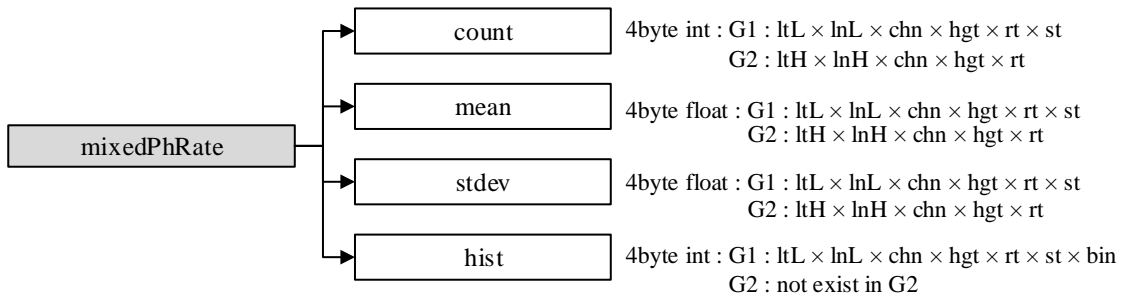 count 4byte int : G1 : ltL × lnL × chn × hgt × rt × st
G2 : ltH × lnH × chn × hgt × rt
mean 4byte float : G1 : ltL × lnL × chn × hgt × rt × st
G2 : ltH × lnH × chn × hgt × rt
mixedPhRate
stdev 4byte float : G1 : ltL × lnL × chn × hgt × rt × st
G2 : ltH × lnH × chn × hgt × rt
hist 4byte int : G1 : ltL × lnL × chn × hgt × rt × st × bin
G2 : not exist in G2